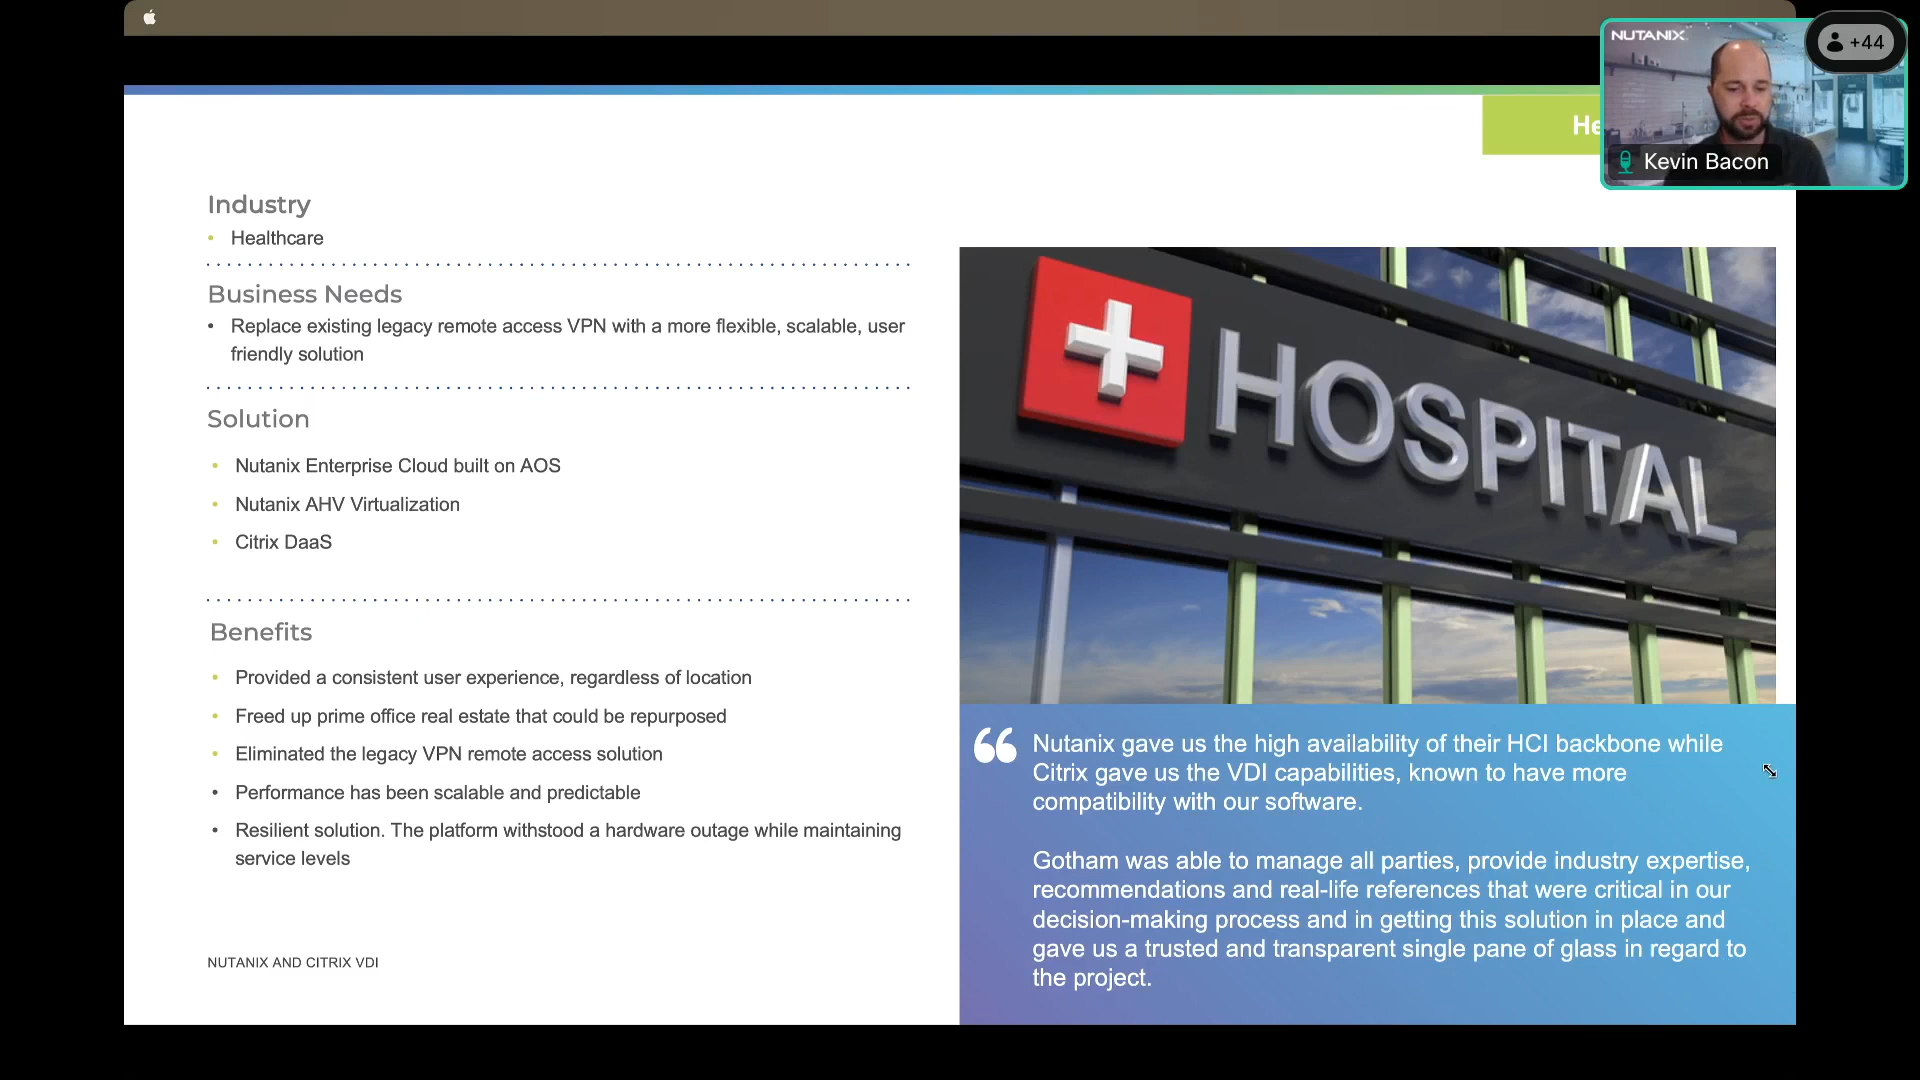 NUTANIX
+44
Kevin Bacon
Industry
• Healthcare
Business Needs
• Replace existing legacy remote access VPN with a more flexible, scalable, user
friendly solution
Solution
• Nutanix Enterprise Cloud built on AOS
• Nutanix AHV Virtualization
• Citrix DaaS
Benefits
• Provided a consistent user experience, regardless of location
• Freed up prime office real estate that could be repurposed
• Eliminated the legacy VPN remote access solution
• Performance has been scalable and predictable
• Resilient solution. The platform withstood a hardware outage while maintaining
service levels
NUTANIX AND CITRIX VDI
HOSPITAL
“ Nutanix gave us the high availability of their HCI backbone while
Citrix gave us the VDI capabilities, known to have more
compatibility with our software.
Gotham was able to manage all parties, provide industry expertise,
recommendations and real-life references that were critical in our
decision-making process and in getting this solution in place and
gave us a trusted and transparent single pane of glass in regard to
the project.